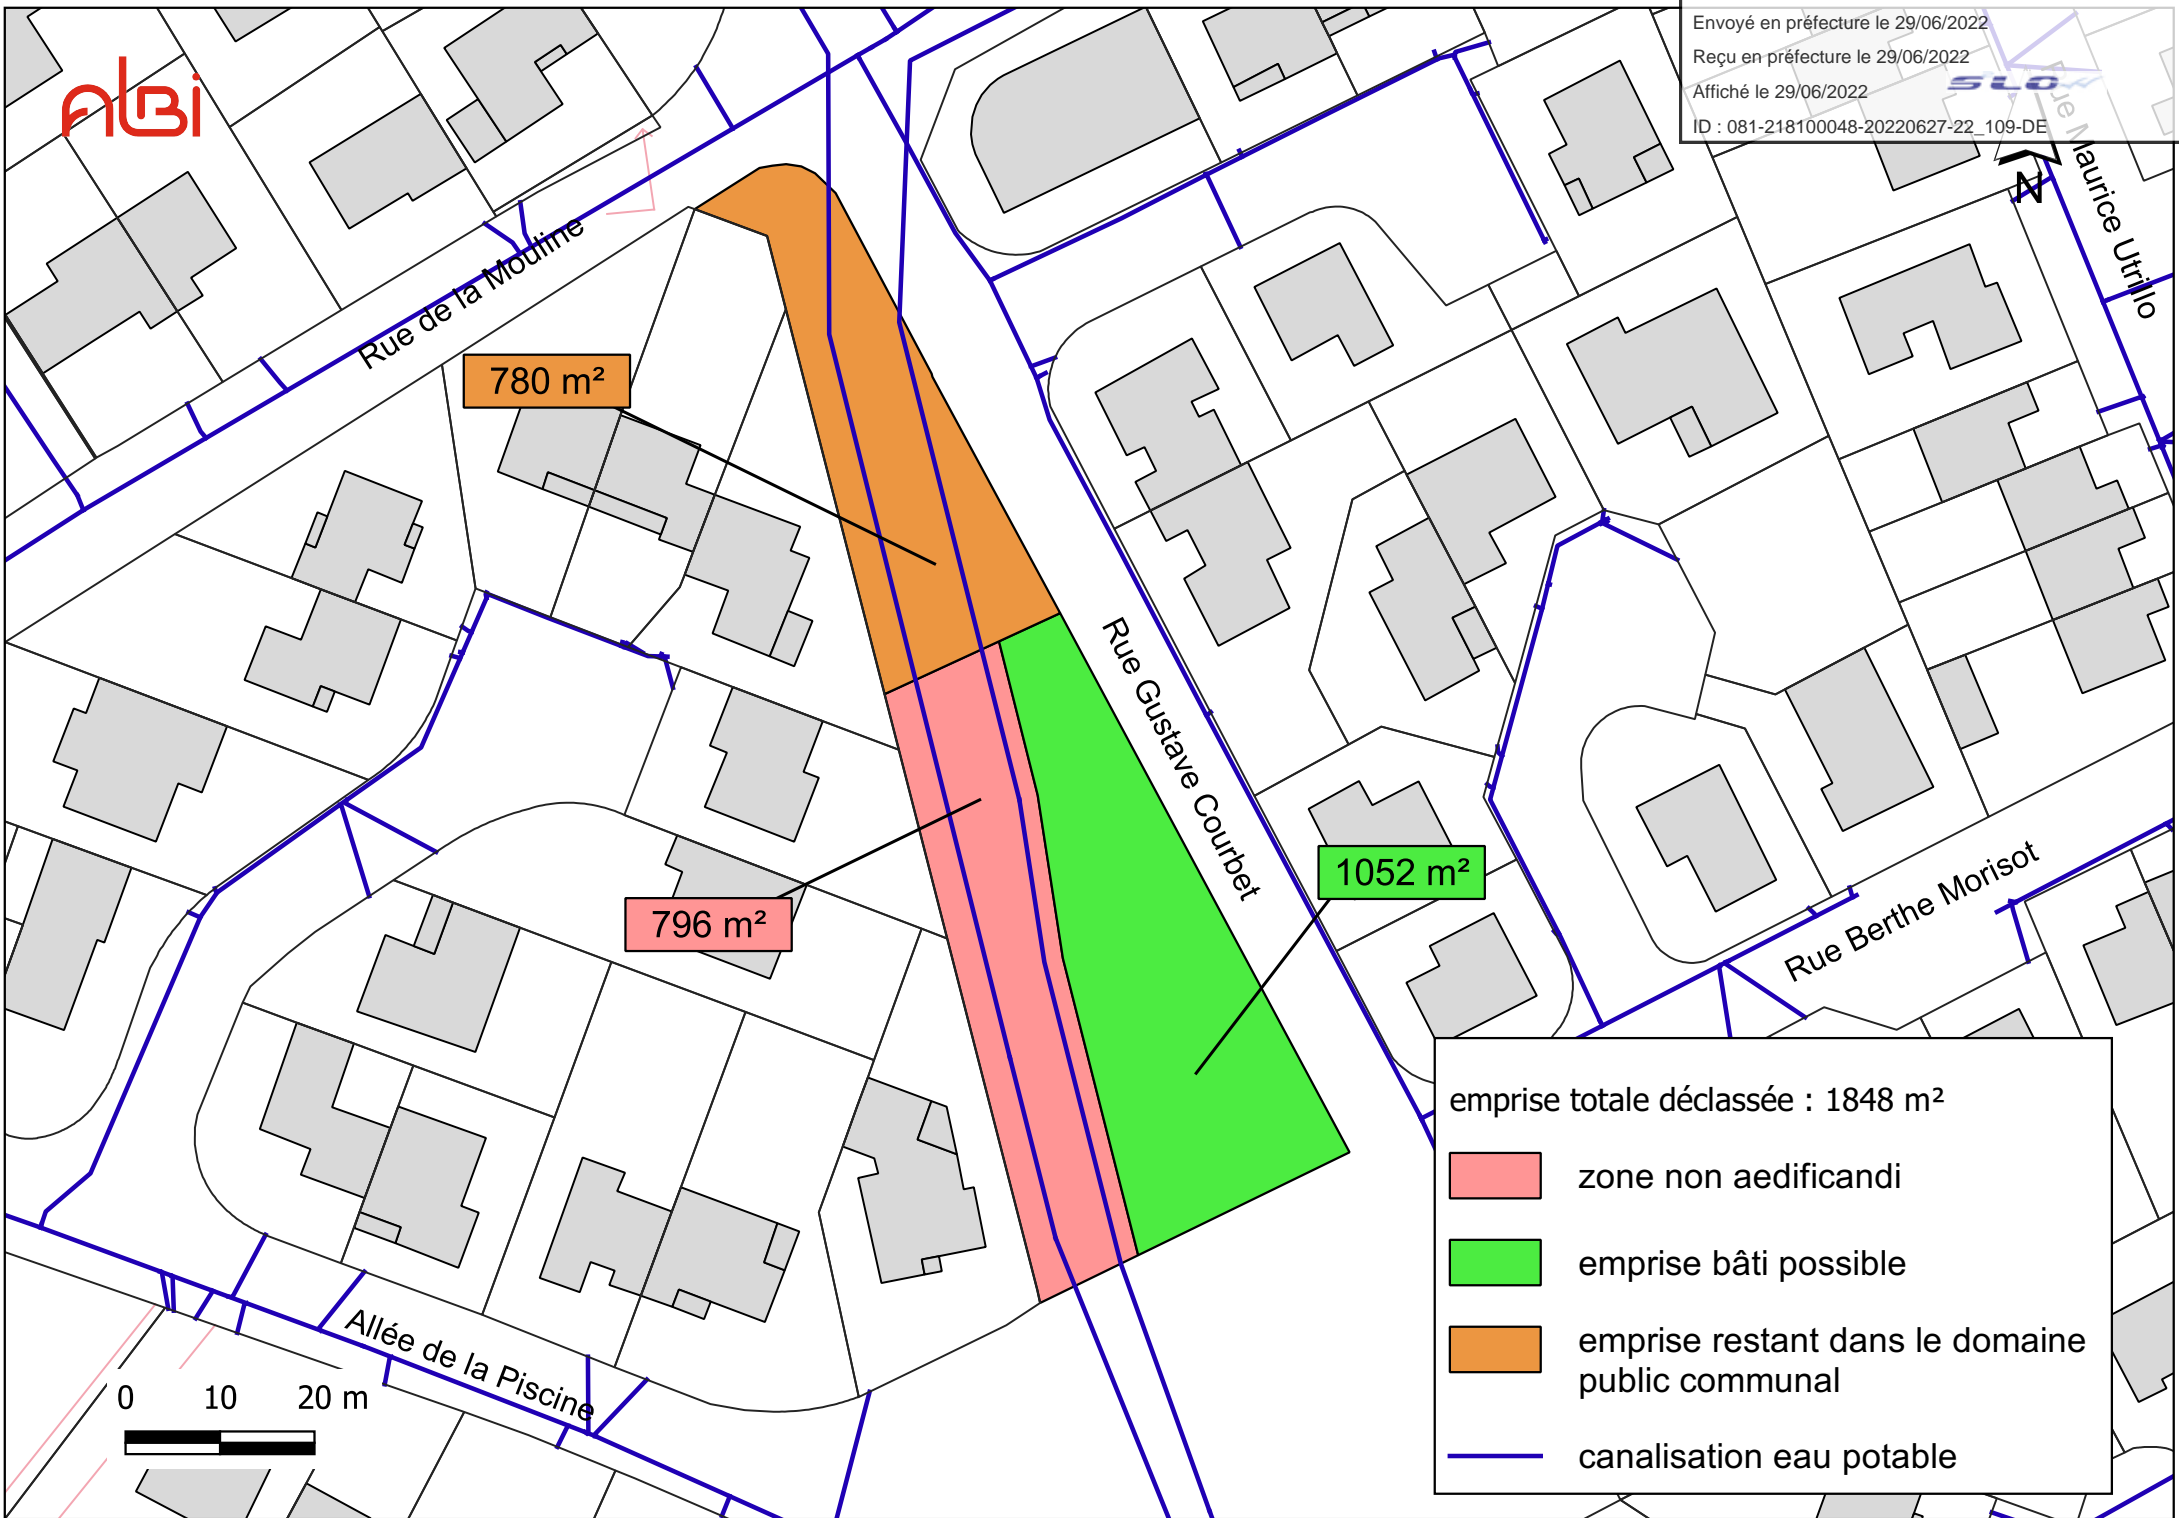 Envoyé en préfecture le 29/06/2022
Reçu en préfecture le 29/06/2022
Affiché le 29/06/2022
SLOW
ID : 081-218100048-20220627-22_109-DE
albi
N
Rue Maurice Utrillo
Rue de la Mouline
780 m²
Rue Gustave Courbet
1052 m²
796 m²
Rue Berthe Morisot
emprise totale déclassée : 1848 m²
zone non aedificandi
emprise bâti possible
emprise restant dans le domaine
public communal
canalisation eau potable
Allée de la Piscine
0 10 20 m